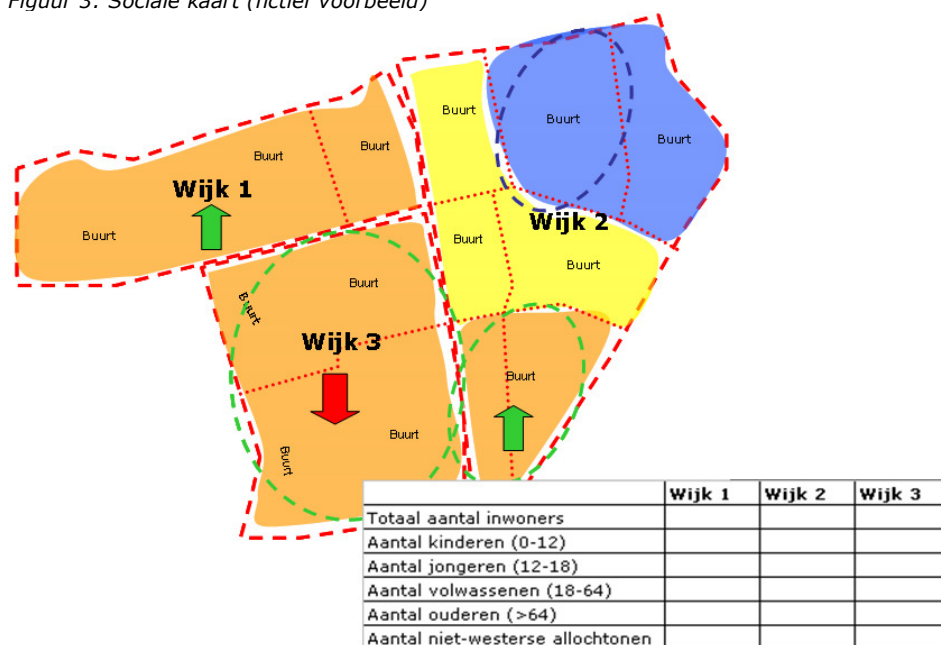 Figuur 3: Sociale kaart (fictief voorbeeld)
Buurt
Buurt
Buurt
Buurt
Buurt
Wijk 1
Buurt
Wijk 2
Buurt
Buurt
Buurt
Buurt
Buurt
Wijk 3
Buurt
Buurt
Buurt
Wijk 1 Wijk 2 Wijk 3
Totaal aantal inwoners
Aantal kinderen (0-12)
Aantal jongeren (12-18)
Aantal volwassenen (18-64)
Aantal ouderen (>64)
Aantal niet-westerse allochtonen